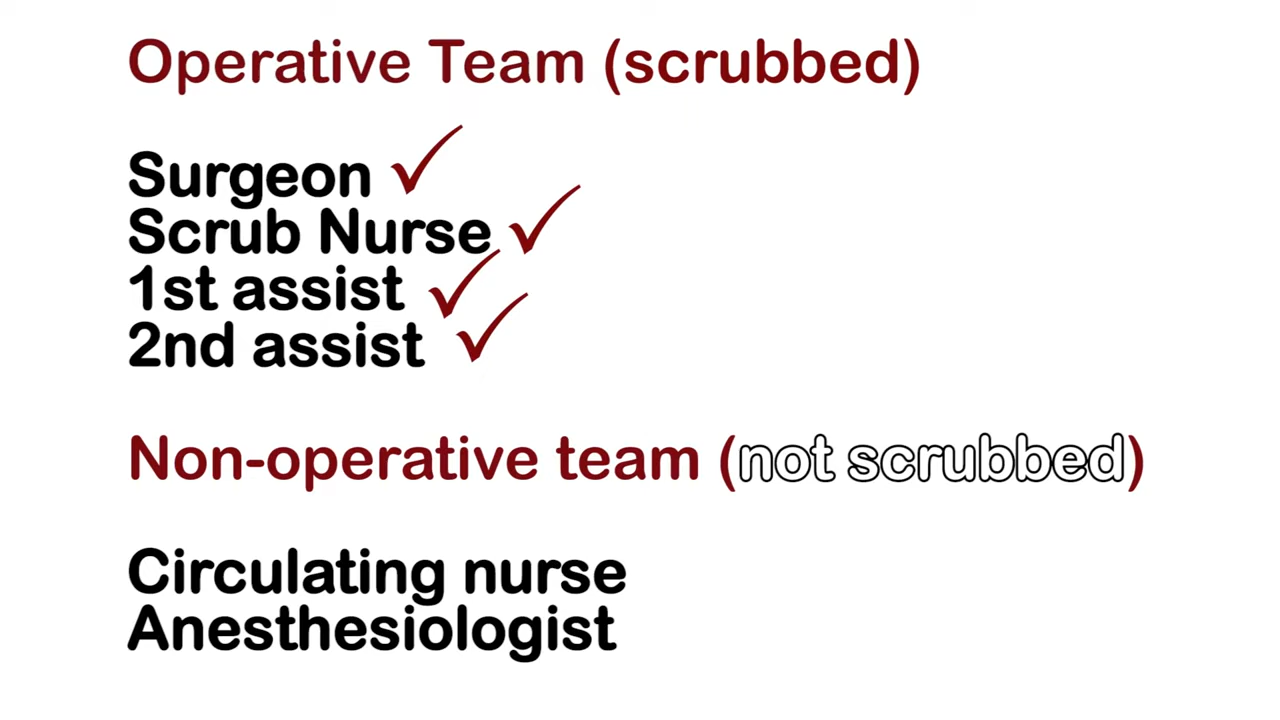 Operative Team (scrubbed)
Surgeon ✓
Scrub Nurse ✓
1st assist ✓
2nd assist ✓
Non-operative team (not scrubbed)
Circulating nurse
Anesthesiologist